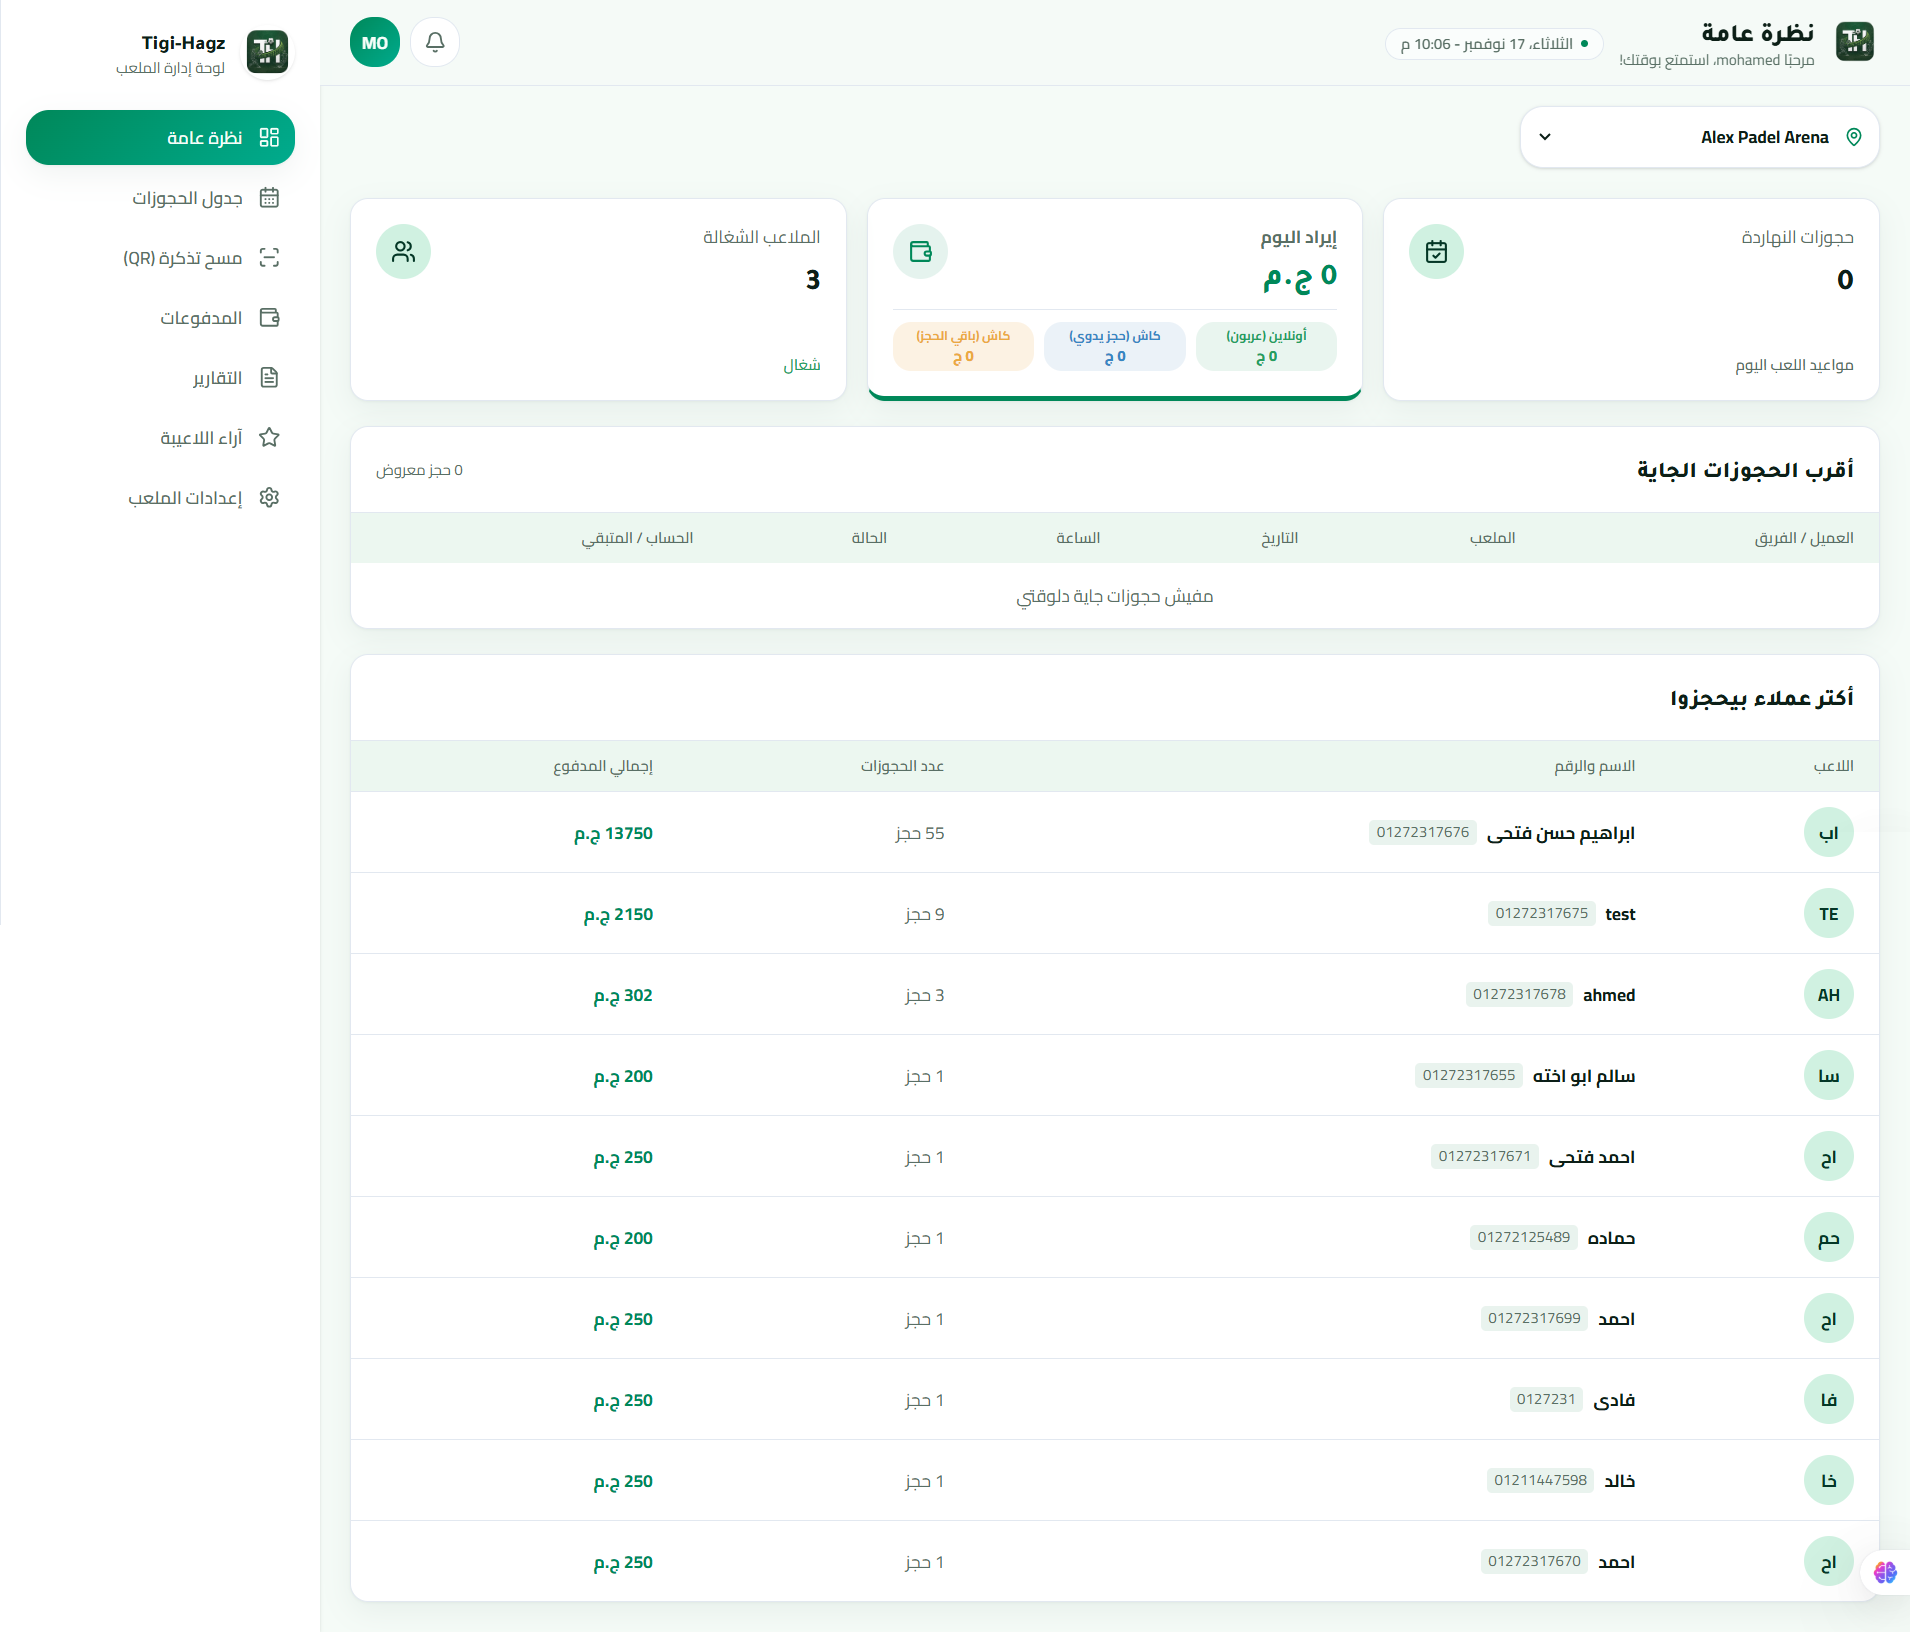 نظرة عامة
مرحبًا mohamed، استمتع بوقتك!
الثلاثاء، 17 نوفمبر - 10:06 م
MO
Tigi-Hagz
لوحة إدارة الملعب
نظرة عامة
جدول الحجوزات
مسح تذكرة (QR)
المدفوعات
التقارير
آراء اللاعيبة
إعدادات الملعب
Alex Padel Arena
حجوزات النهاردة
0
مواعيد اللعب اليوم
إيراد اليوم
0 ج.م
أونلاين (عربون)
0 ج
كاش (حجز يدوي)
0 ج
كاش (باقي الحجز)
0 ج
الملاعب الشغالة
3
شغال
أقرب الحجوزات الجاية
0 حجز معروض
العميل / الفريق الملعب التاريخ الساعة الحالة الحساب / المتبقي
مفيش حجوزات جاية دلوقتي
أكتر عملاء بيحجزوا
اللاعب الاسم والرقم عدد الحجوزات إجمالي المدفوع
اب ابراهيم حسن فتحى 01272317676 55 حجز 13750 ج.م
TE test 01272317675 9 حجز 2150 ج.م
AH ahmed 01272317678 3 حجز 302 ج.م
سا سالم ابو اخته 01272317655 1 حجز 200 ج.م
اح احمد فتحى 01272317671 1 حجز 250 ج.م
حم حماده 01272125489 1 حجز 200 ج.م
اح احمد 01272317699 1 حجز 250 ج.م
فا فادى 0127231 1 حجز 250 ج.م
خا خالد 01211447598 1 حجز 250 ج.م
اح احمد 01272317670 1 حجز 250 ج.م